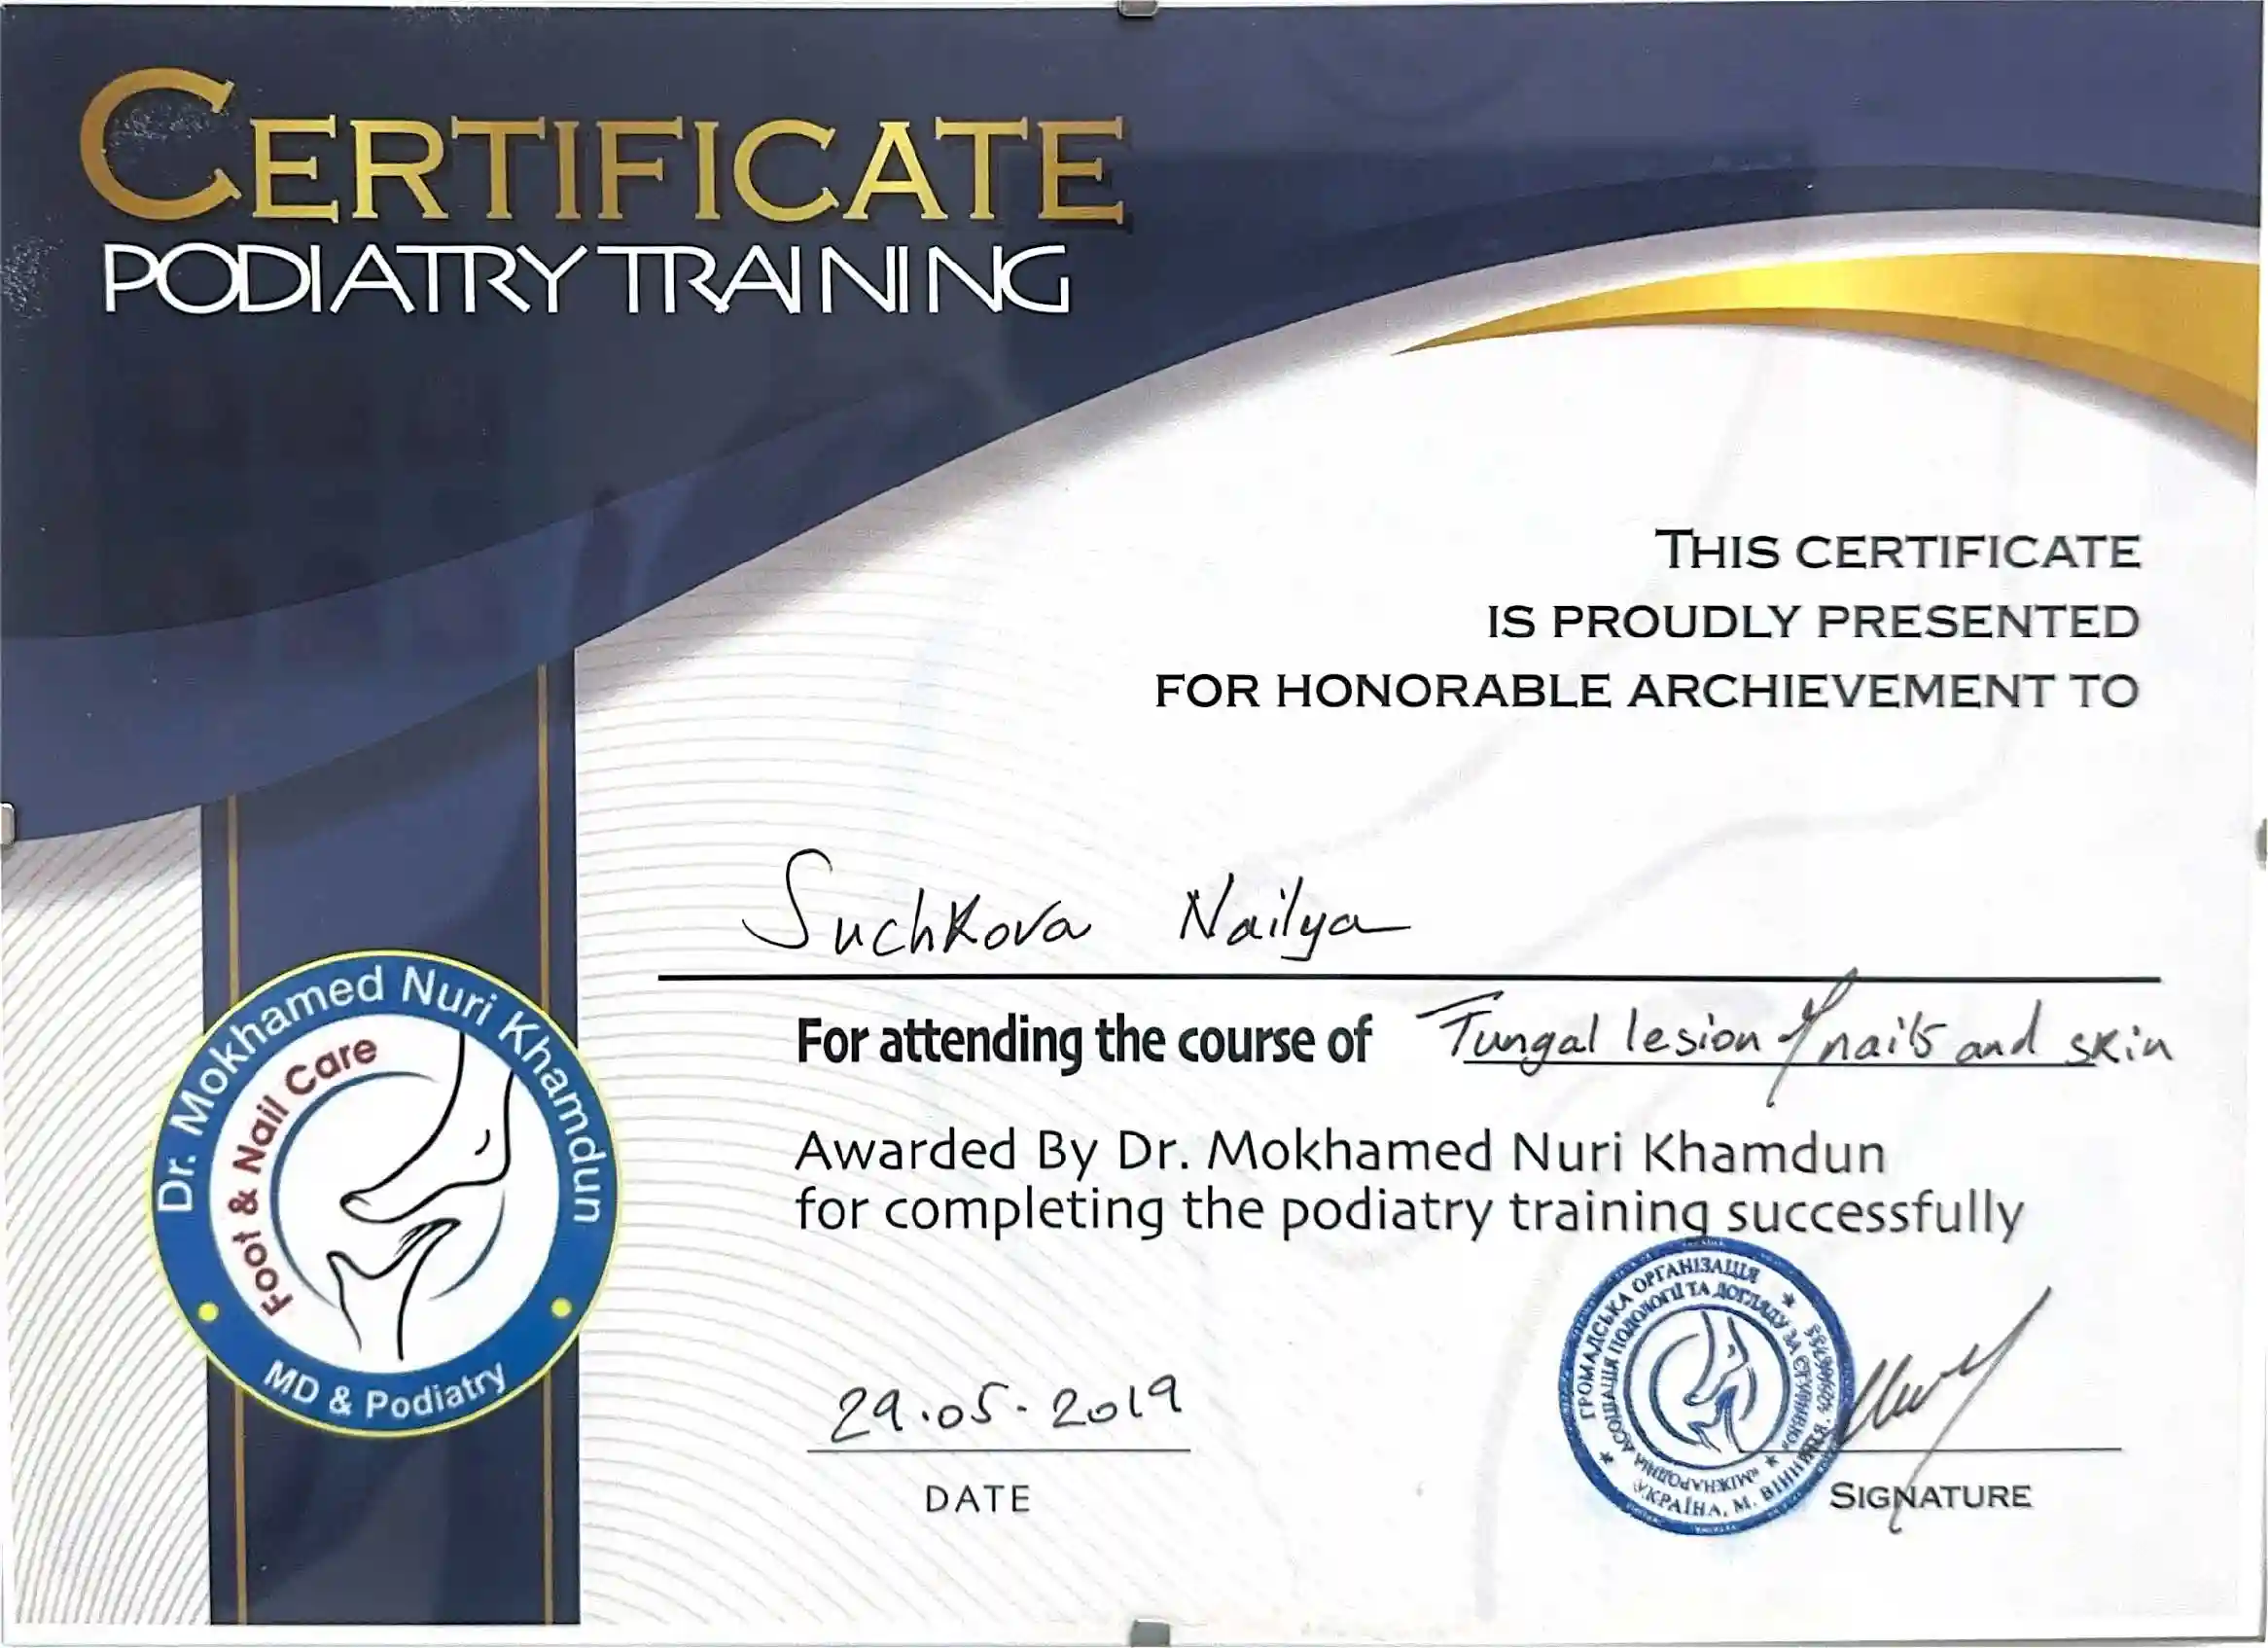 CERTIFICATE
PODIATRY TRAINING
THIS CERTIFICATE
IS PROUDLY PRESENTED
FOR HONORABLE ARCHIEVEMENT TO
Suchkova Nailya
For attending the course of Fungal lesion of nails and skin
Awarded By Dr. Mokhamed Nuri Khamdun
for completing the podiatry training successfully
Dr. Mokhamed Nuri Khamdun
Foot & Nail Care
MD & Podiatry
29.05.2019
DATE
ГРОМАДСЬКА ОРГАНІЗАЦІЯ
«МІЖНАРОДНА АСОЦІАЦІЯ ПОДОЛОГІЇ ТА ДОГЛЯДУ ЗА СТУПНЯМИ»
УКРАЇНА, М. ВІННИЦЯ
SIGNATURE